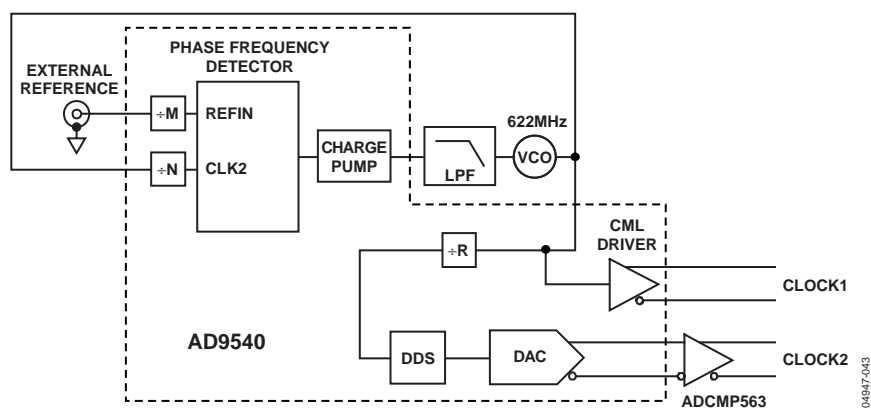 PHASE FREQUENCY
DETECTOR
EXTERNAL
REFERENCE
÷M
REFIN
÷N
CLK2
CHARGE
PUMP
LPF
622MHz
VCO
CML
DRIVER
÷R
CLOCK1
AD9540
DDS
DAC
CLOCK2
ADCMP563
04947-043